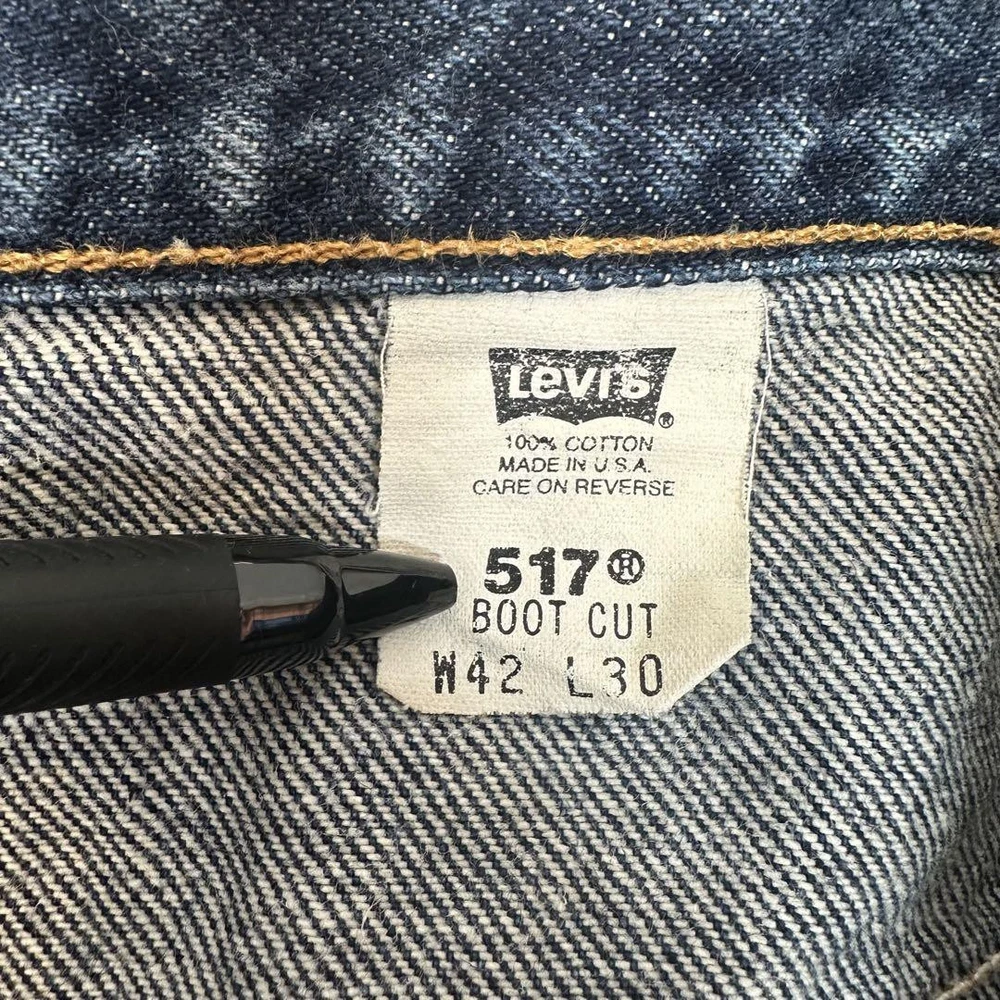 Levi's®
100% COTTON
MADE IN U.S.A.
CARE ON REVERSE
517®
BOOT CUT
W42 L30